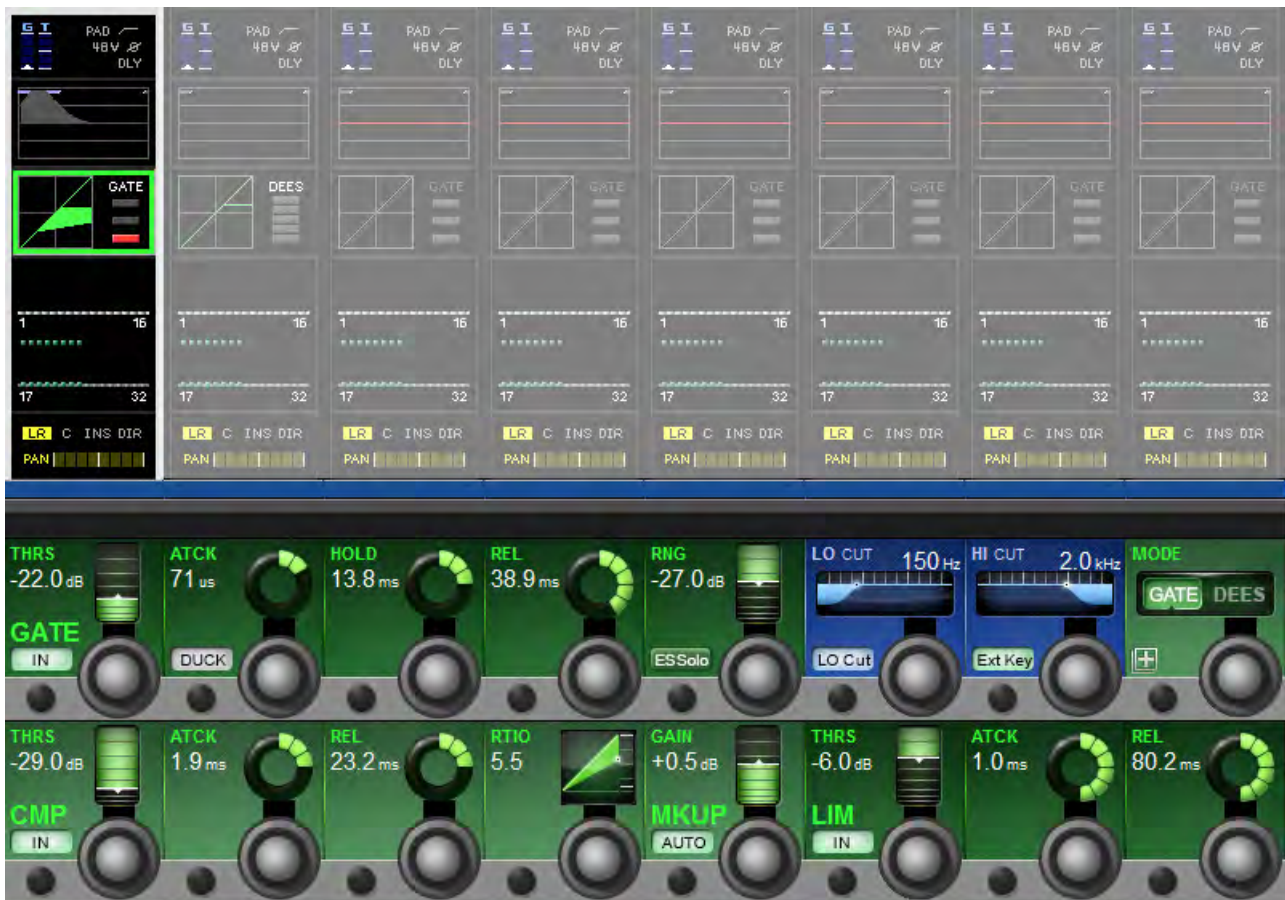 G T PAD G T PAD G T PAD G T PAD G T PAD G T PAD G T PAD G T PAD
48V Ø 48V Ø 48V Ø 48V Ø 48V Ø 48V Ø 48V Ø 48V Ø
DLY DLY DLY DLY DLY DLY DLY DLY
GATE DEES GATE GATE GATE GATE GATE GATE
1 16 1 16 1 16 1 16 1 16 1 16 1 16 1 16
17 32 17 32 17 32 17 32 17 32 17 32 17 32 17 32
LR C INS DIR LR C INS DIR LR C INS DIR LR C INS DIR LR C INS DIR LR C INS DIR LR C INS DIR LR C INS DIR
PAN PAN PAN PAN PAN PAN PAN PAN
THRS ATCK HOLD REL RNG LO CUT HI CUT MODE
-22.0 dB 71 us 13.8 ms 38.9 ms -27.0 dB 150 Hz 2.0 kHz GATE DEES
GATE
IN DUCK ESSolo LO Cut Ext Key
THRS ATCK REL RTIO GAIN THRS ATCK REL
-29.0 dB 1.9 ms 23.2 ms 5.5 +0.5 dB -6.0 dB 1.0 ms 80.2 ms
CMP MKUP LIM
IN AUTO IN